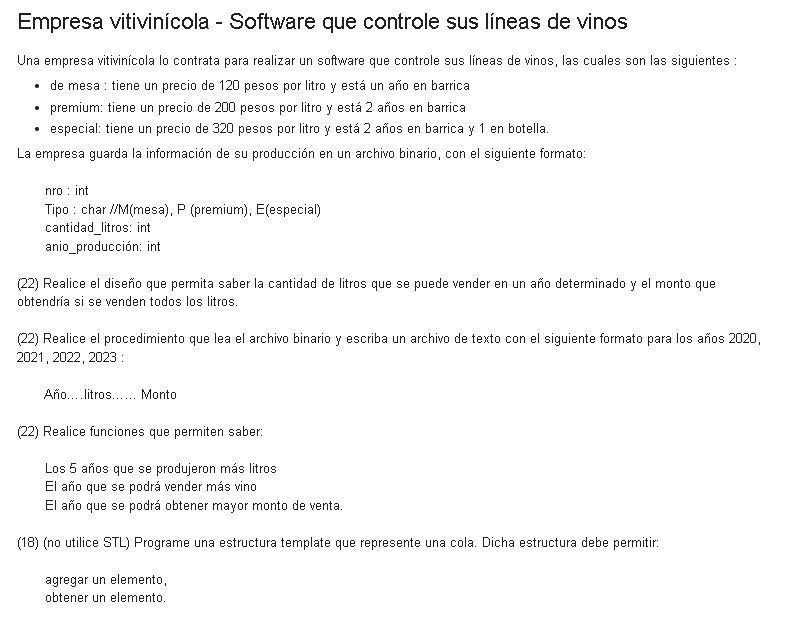 Empresa vitivinícola - Software que controle sus líneas de vinos
Una empresa vitivinícola lo contrata para realizar un software que controle sus líneas de vinos, las cuales son las siguientes :
• de mesa : tiene un precio de 120 pesos por litro y está un año en barrica
• premium: tiene un precio de 200 pesos por litro y está 2 años en barrica
• especial: tiene un precio de 320 pesos por litro y está 2 años en barrica y 1 en botella.
La empresa guarda la información de su producción en un archivo binario, con el siguiente formato:
nro : int
Tipo : char //M(mesa), P (premium), E(especial)
cantidad_litros: int
anio_producción: int
(22) Realice el diseño que permita saber la cantidad de litros que se puede vender en un año determinado y el monto que
obtendría si se venden todos los litros.
(22) Realice el procedimiento que lea el archivo binario y escriba un archivo de texto con el siguiente formato para los años 2020,
2021, 2022, 2023 :
Año….litros…… Monto
(22) Realice funciones que permiten saber:
Los 5 años que se produjeron más litros
El año que se podrá vender más vino
El año que se podrá obtener mayor monto de venta.
(18) (no utilice STL) Programe una estructura template que represente una cola. Dicha estructura debe permitir:
agregar un elemento,
obtener un elemento.